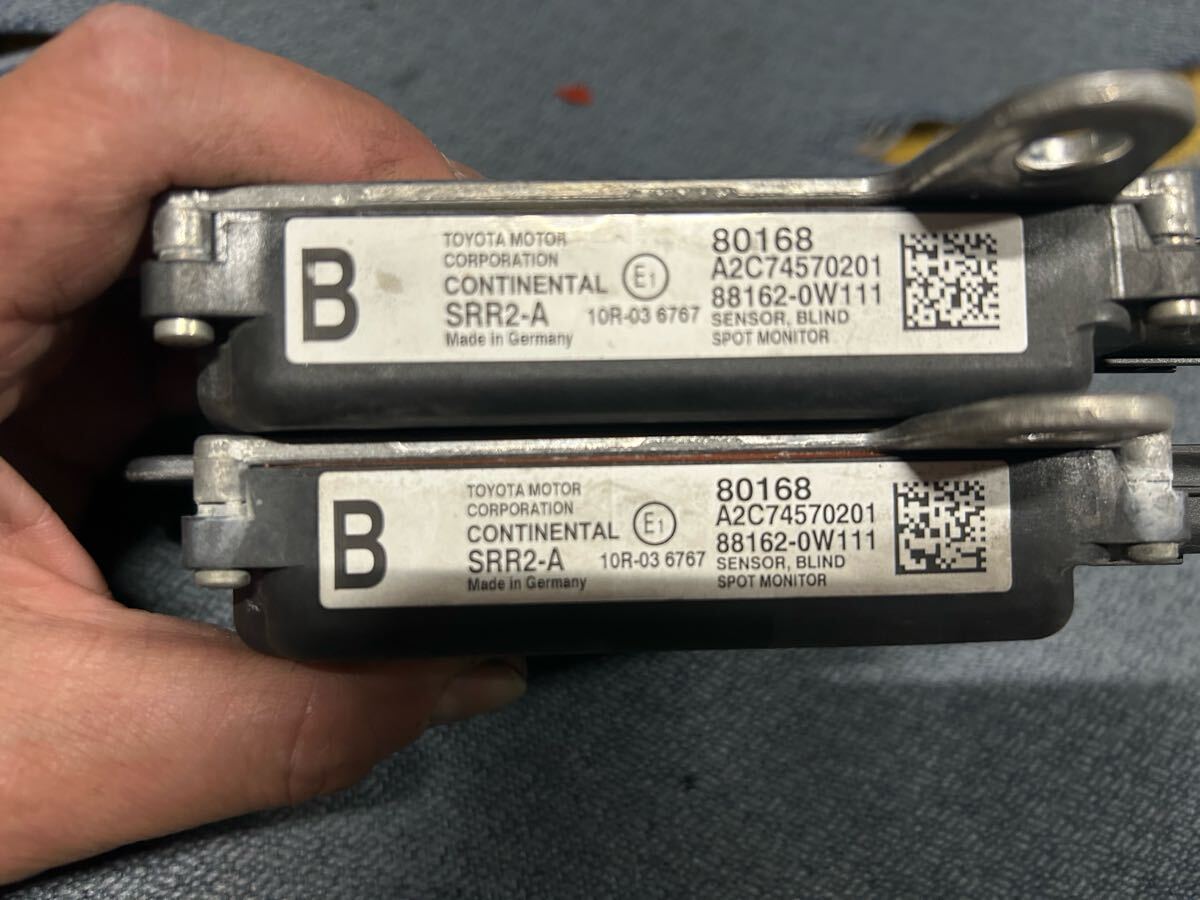 B
TOYOTA MOTOR
CORPORATION
CONTINENTAL E1
SRR2-A 10R-03 6767
Made in Germany
80168
A2C74570201
88162-0W111
SENSOR, BLIND
SPOT MONITOR
B
TOYOTA MOTOR
CORPORATION
CONTINENTAL E1
SRR2-A 10R-03 6767
Made in Germany
80168
A2C74570201
88162-0W111
SENSOR, BLIND
SPOT MONITOR